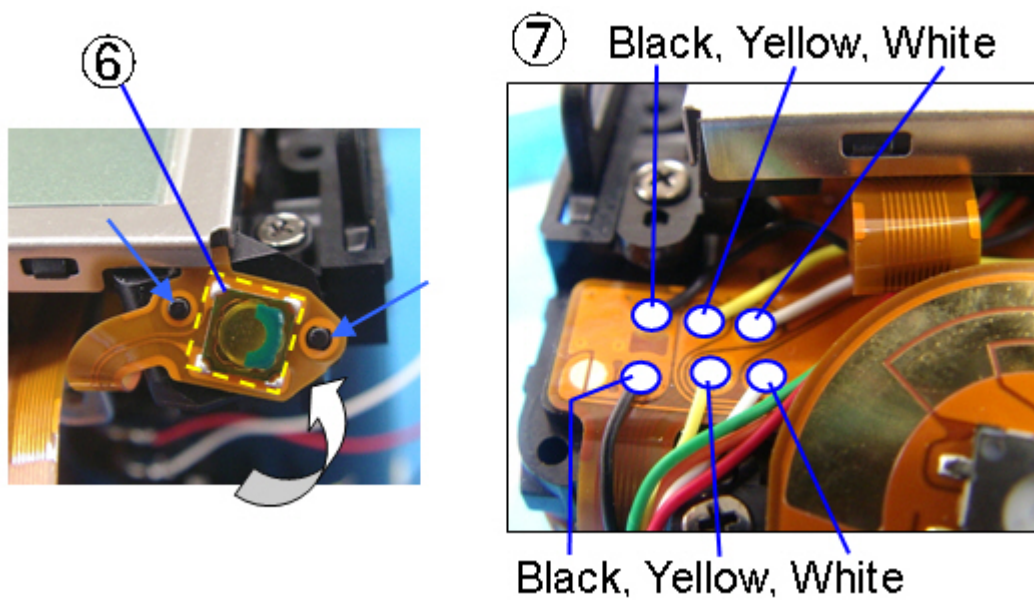 ⑥
⑦ Black, Yellow, White
Black, Yellow, White